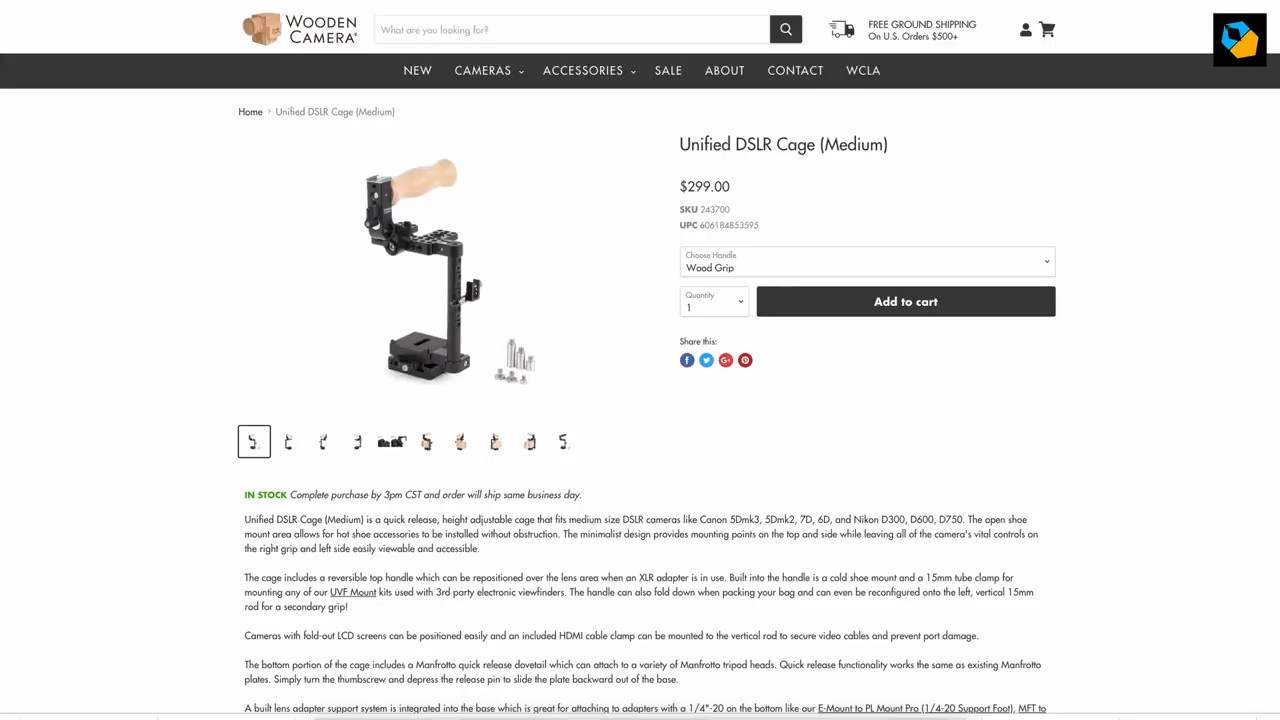 WOODEN
CAMERA®
What are you looking for?
FREE GROUND SHIPPING
On U.S. Orders $500+
NEW CAMERAS ACCESSORIES SALE ABOUT CONTACT WCLA
Home > Unified DSLR Cage (Medium)
Unified DSLR Cage (Medium)
$299.00
SKU 243700
UPC 606184853595
Choose Handle
Wood Grip
Quantity
1
Add to cart
Share this:
IN STOCK Complete purchase by 3pm CST and order will ship same business day.
Unified DSLR Cage (Medium) is a quick release, height adjustable cage that fits medium size DSLR cameras like Canon 5Dmk3, 5Dmk2, 7D, 6D, and Nikon D300, D600, D750. The open shoe
mount area allows for hot shoe accessories to be installed without obstruction. The minimalist design provides mounting points on the top and side while leaving all of the camera's vital controls on
the right grip and left side easily viewable and accessible.
The cage includes a reversible top handle which can be repositioned over the lens area when an XLR adapter is in use. Built into the handle is a cold shoe mount and a 15mm tube clamp for
mounting any of our UVF Mount kits used with 3rd party electronic viewfinders. The handle can also fold down when packing your bag and can even be reconfigured onto the left, vertical 15mm
rod for a secondary grip!
Cameras with fold-out LCD screens can be positioned easily and an included HDMI cable clamp can be mounted to the vertical rod to secure video cables and prevent port damage.
The bottom portion of the cage includes a Manfrotto quick release dovetail which can attach to a variety of Manfrotto tripod heads. Quick release functionality works the same as existing Manfrotto
plates. Simply turn the thumbscrew and depress the release pin to slide the plate backward out of the base.
A built lens adapter support system is integrated into the base which is great for attaching to adapters with a 1/4"-20 on the bottom like our E-Mount to PL Mount Pro (1/4-20 Support Foot), MFT to